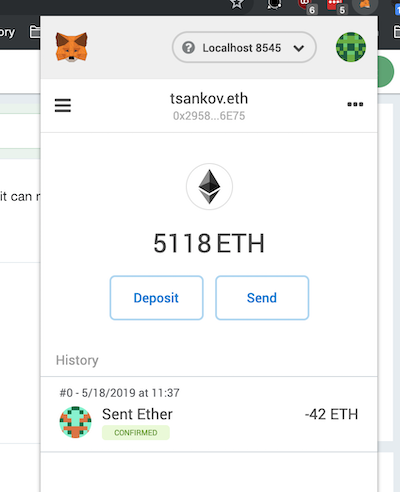 ory
6
5
Localhost 8545
tsankov.eth
0x2958...6E75
it can
5118 ETH
Deposit
Send
History
#0 - 5/18/2019 at 11:37
Sent Ether
-42 ETH
CONFIRMED